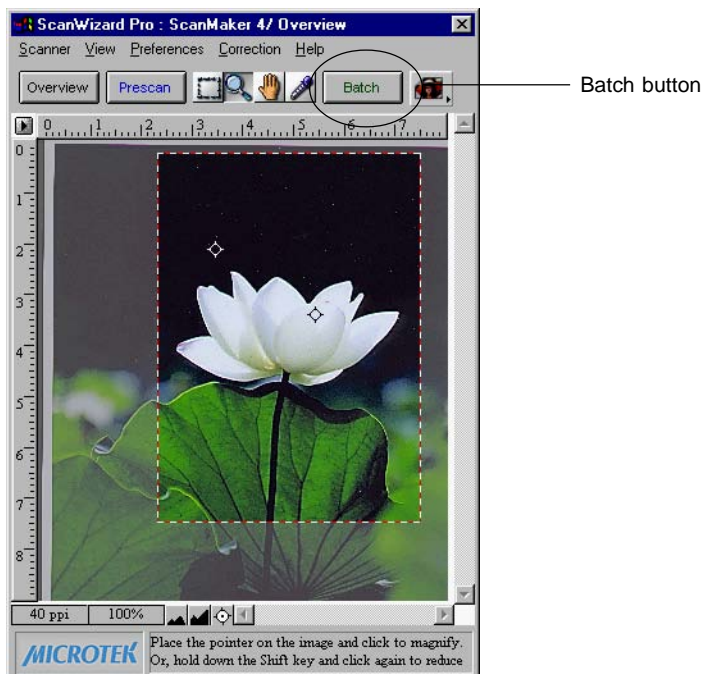 ScanWizard Pro : ScanMaker 4/ Overview
Scanner View Preferences Correction Help
Overview Prescan Batch
Batch button
0 1 2 3 4 5 6 7
0
1
2
3
4
5
6
7
8
40 ppi 100%
MICROTEK
Place the pointer on the image and click to magnify.
Or, hold down the Shift key and click again to reduce